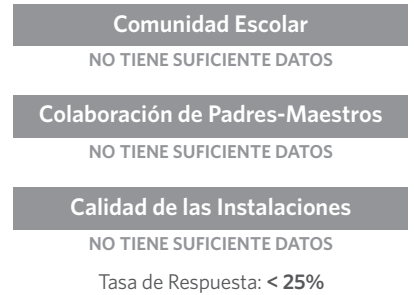 Comunidad Escolar
NO TIENE SUFICIENTE DATOS
Colaboración de Padres-Maestros
NO TIENE SUFICIENTE DATOS
Calidad de las Instalaciones
NO TIENE SUFICIENTE DATOS
Tasa de Respuesta: < 25%